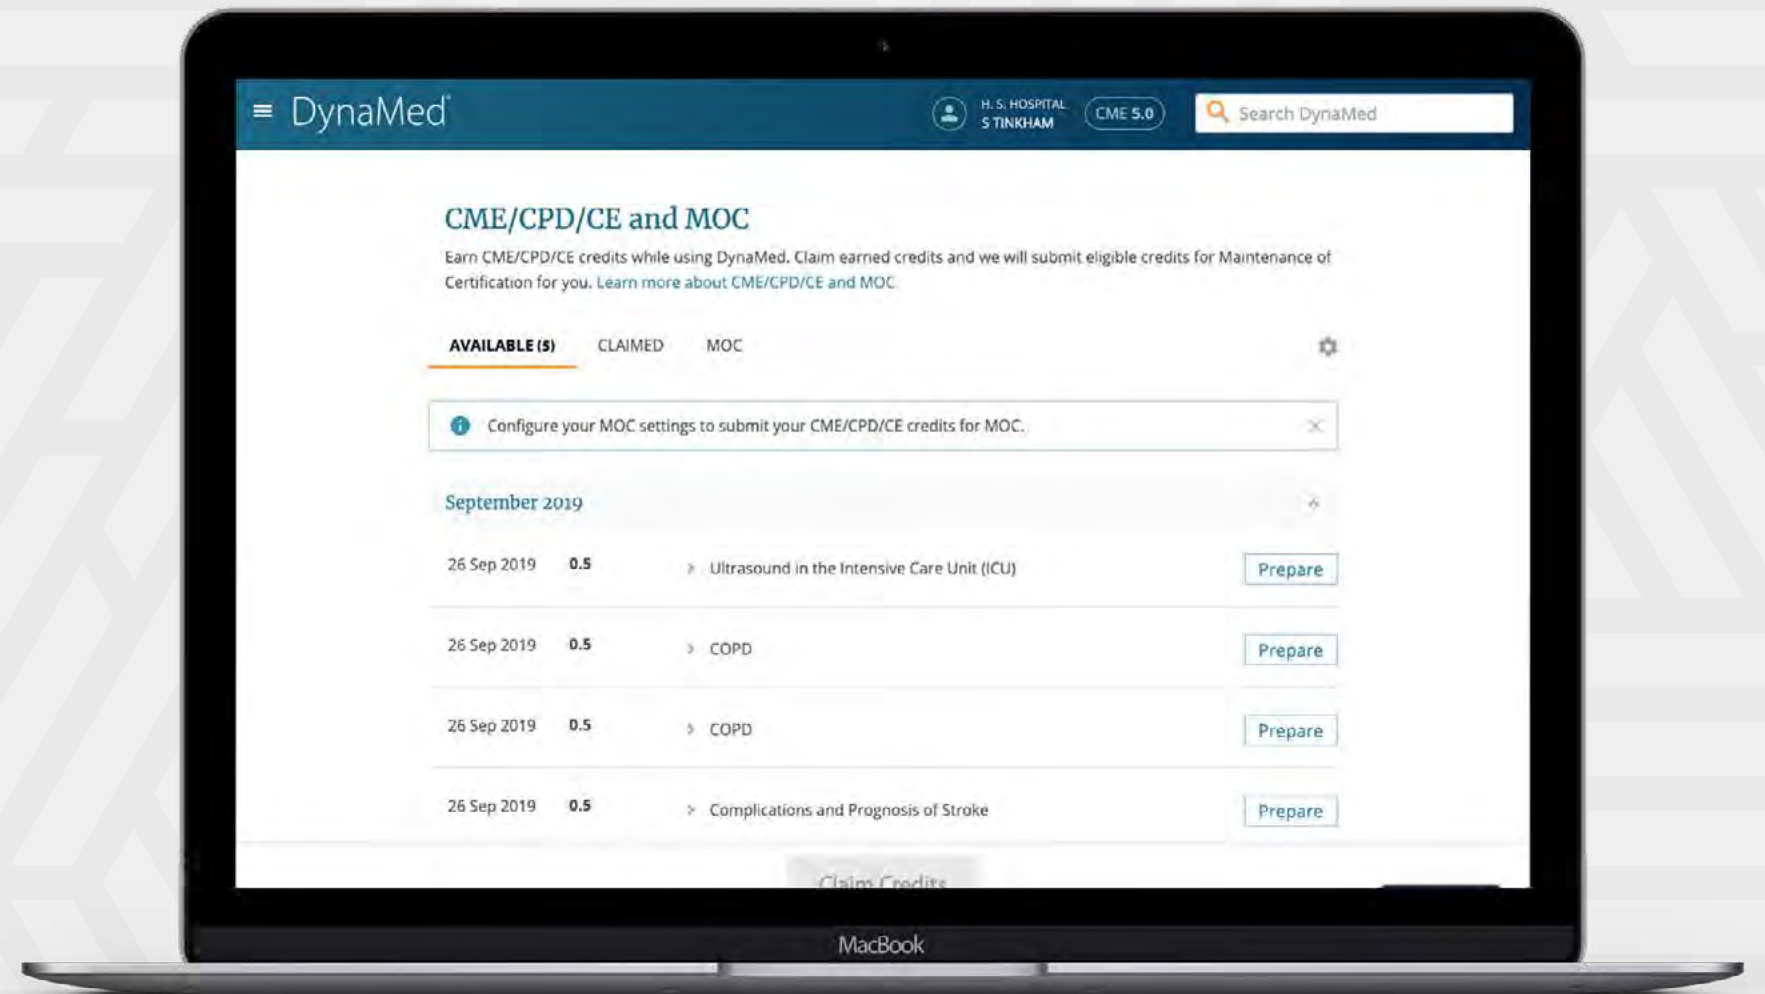 DynaMed
H. S. HOSPITAL
S TINKHAM
CME 5.0
Search DynaMed
CME/CPD/CE and MOC
Earn CME/CPD/CE credits while using DynaMed. Claim earned credits and we will submit eligible credits for Maintenance of
Certification for you. Learn more about CME/CPD/CE and MOC
AVAILABLE (5) CLAIMED MOC
Configure your MOC settings to submit your CME/CPD/CE credits for MOC.
September 2019
26 Sep 2019 0.5 Ultrasound in the Intensive Care Unit (ICU) Prepare
26 Sep 2019 0.5 COPD Prepare
26 Sep 2019 0.5 COPD Prepare
26 Sep 2019 0.5 Complications and Prognosis of Stroke Prepare
Claim Credits
MacBook